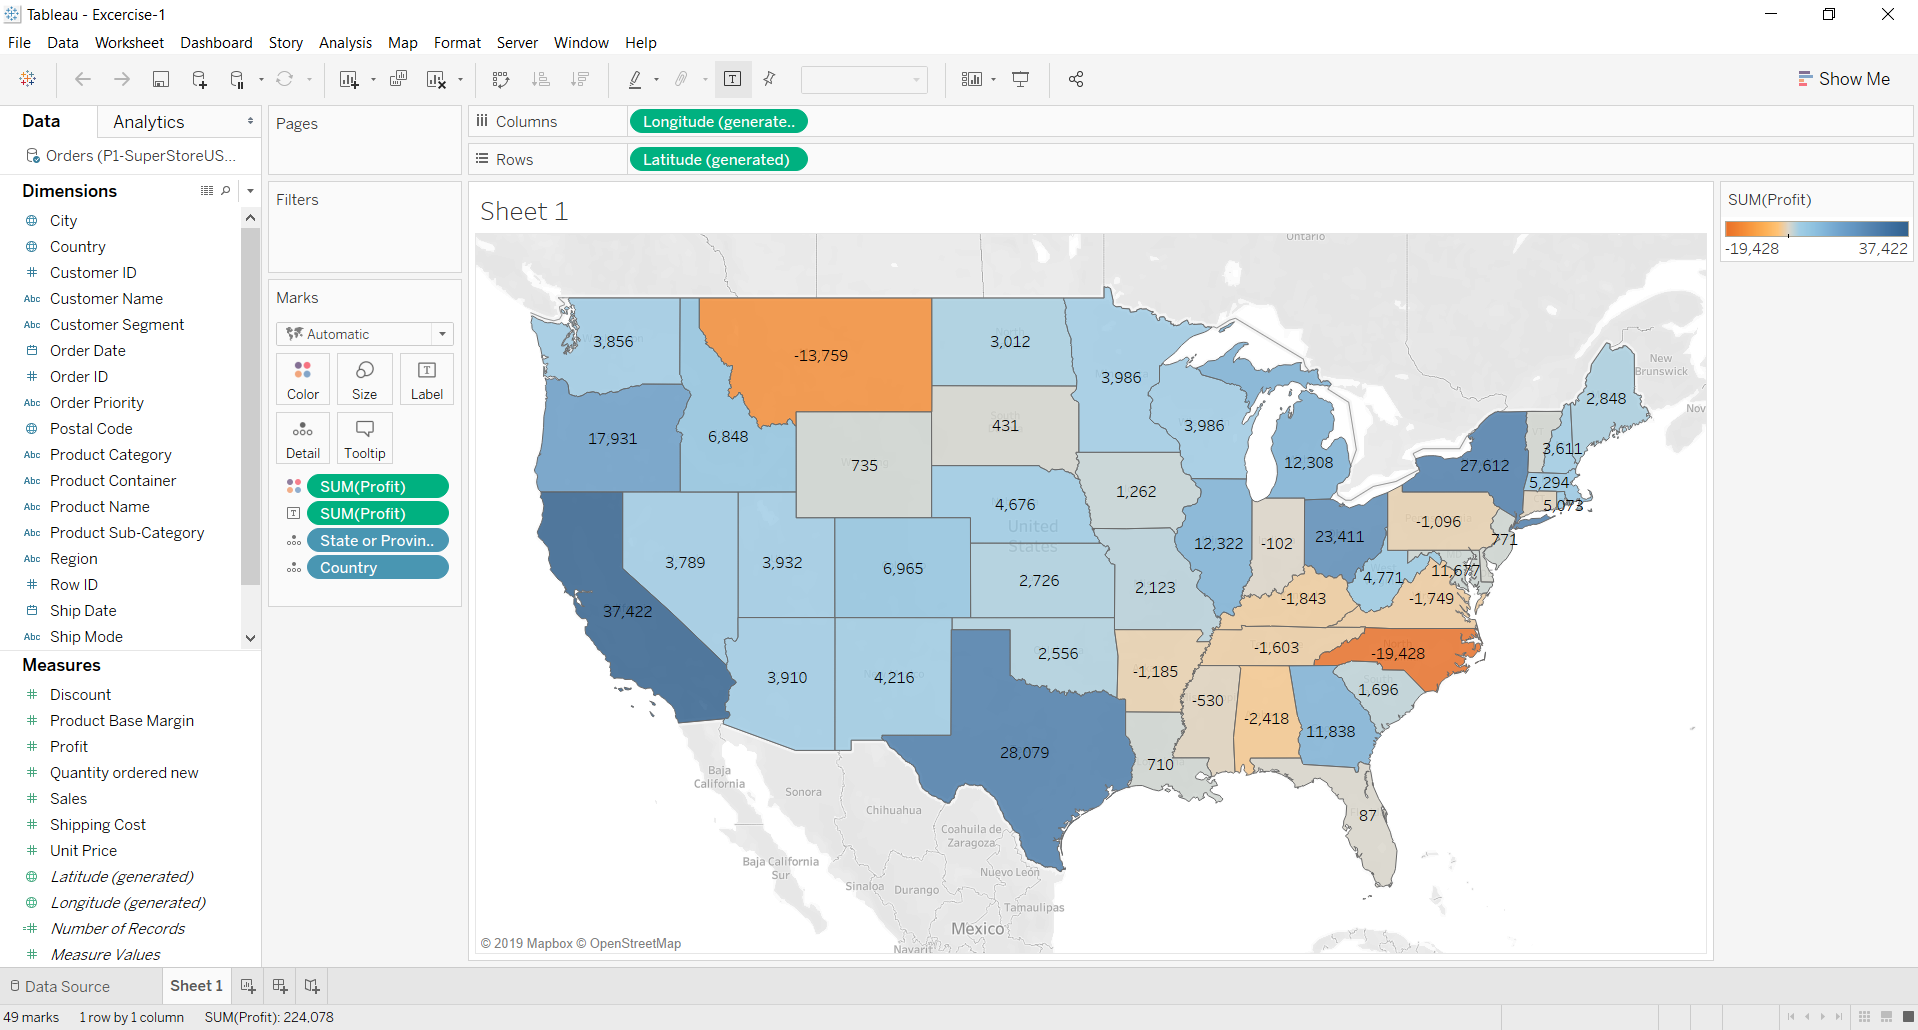 Tableau - Excercise-1
File Data Worksheet Dashboard Story Analysis Map Format Server Window Help
Show Me
Data
Analytics
Orders (P1-SuperStoreUS...
Dimensions
City
Country
# Customer ID
Abc Customer Name
Abc Customer Segment
Order Date
# Order ID
Abc Order Priority
Postal Code
Abc Product Category
Abc Product Container
Abc Product Name
Abc Product Sub-Category
Abc Region
# Row ID
Ship Date
Abc Ship Mode
Measures
# Discount
# Product Base Margin
# Profit
# Quantity ordered new
# Sales
# Shipping Cost
# Unit Price
Latitude (generated)
Longitude (generated)
=# Number of Records
# Measure Values
Pages
Filters
Marks
Automatic
Color Size Label
Detail Tooltip
SUM(Profit)
SUM(Profit)
State or Provin..
Country
Columns Longitude (generate..
Rows Latitude (generated)
Sheet 1
Ontario
New
Brunswick
Nov
3,856
-13,759
3,012
3,986
2,848
17,931
6,848
431
3,986
12,308
27,612
3,611
735
4,676
1,262
5,294
5,073
United
States
3,789
3,932
6,965
2,726
2,123
12,322
-102
23,411
-1,096
771
4,771
11,677
37,422
-1,843
-1,749
3,910
4,216
2,556
-1,185
-1,603
-19,428
-530
-2,418
11,838
1,696
28,079
710
87
Baja
California
Sonora
Chihuahua
Coahuila de
Zaragoza
Baja California
Sur
Sinaloa
Durango
Nuevo León
Tamaulipas
Mexico
Nayarit
© 2019 Mapbox © OpenStreetMap
SUM(Profit)
-19,428 37,422
Data Source
Sheet 1
49 marks 1 row by 1 column SUM(Profit): 224,078